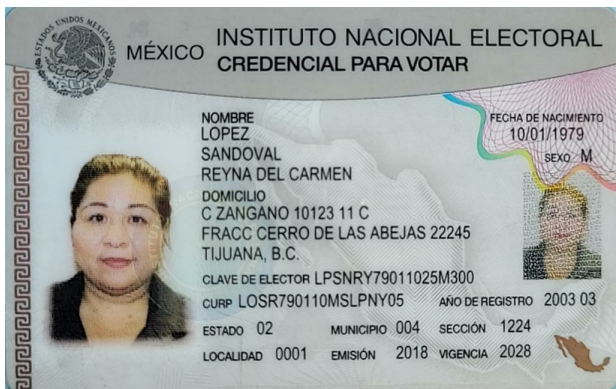 ESTADOS UNIDOS MEXICANOS
MÉXICO INSTITUTO NACIONAL ELECTORAL
CREDENCIAL PARA VOTAR
NOMBRE
LOPEZ
SANDOVAL
REYNA DEL CARMEN
FECHA DE NACIMIENTO
10/01/1979
SEXO M
DOMICILIO
C ZANGANO 10123 11 C
FRACC CERRO DE LAS ABEJAS 22245
TIJUANA, B.C.
CLAVE DE ELECTOR LPSNRY79011025M300
CURP LOSR790110MSLPNY05 AÑO DE REGISTRO 2003 03
ESTADO 02 MUNICIPIO 004 SECCIÓN 1224
LOCALIDAD 0001 EMISIÓN 2018 VIGENCIA 2028